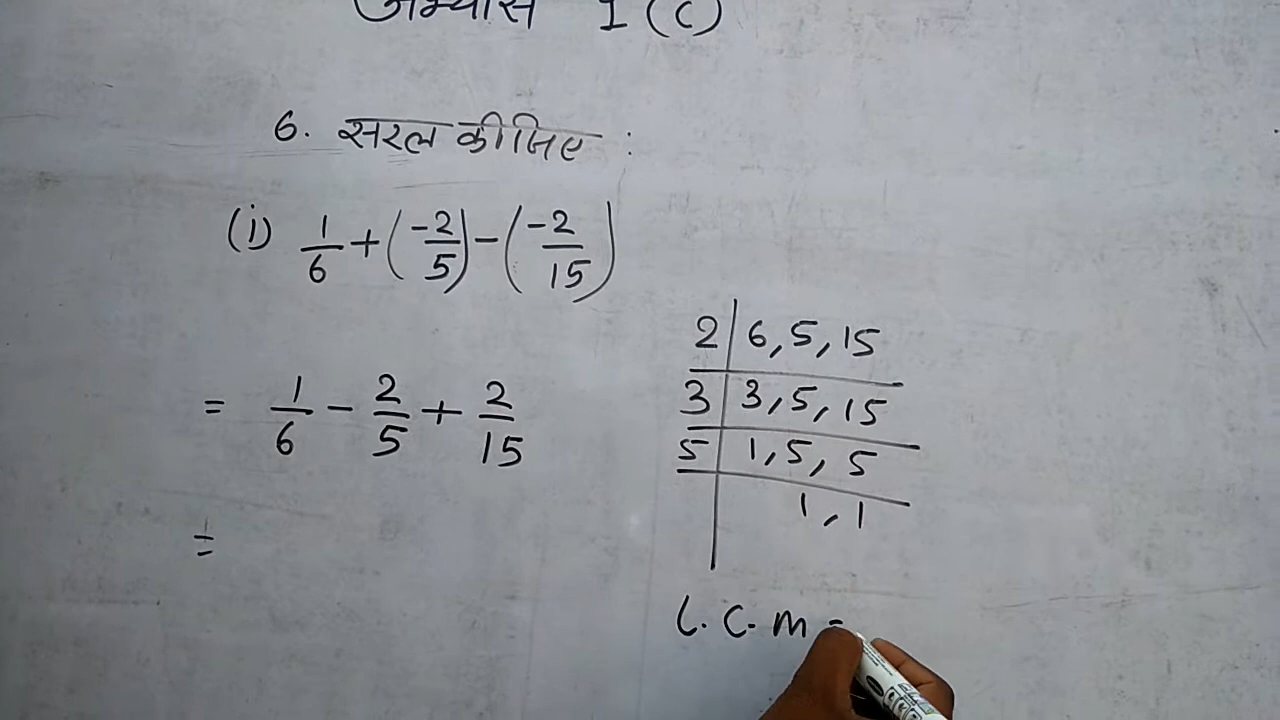 अभ्यास 1 (C)
6. सरल कीजिए :
(i) 1/6 + (-2/5) - (-2/15)
= 1/6 - 2/5 + 2/15
=
2 | 6, 5, 15
3 | 3, 5, 15
5 | 1, 5, 5
1, 1
L. C. M =